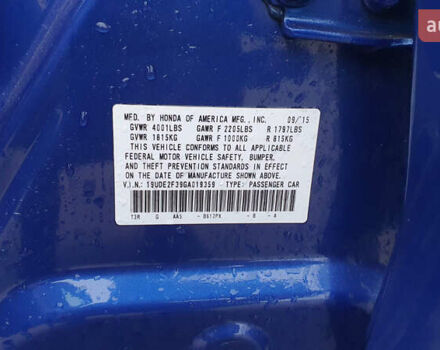 MFD. BY HONDA OF AMERICA MFG., INC. 09/15
GVWR 4001LBS GAWR F 2205LBS R 1797LBS
GVWR 1815KG GAWR F 1000KG R 815KG
THIS VEHICLE CONFORMS TO ALL APPLICABLE
FEDERAL MOTOR VEHICLE SAFETY, BUMPER,
AND THEFT PREVENTION STANDARDS IN EFFECT
ON THE DATE OF MANUFACTURE SHOWN ABOVE.
V.I.N.: 19UDE2F39GA019359 TYPE: PASSENGER CAR